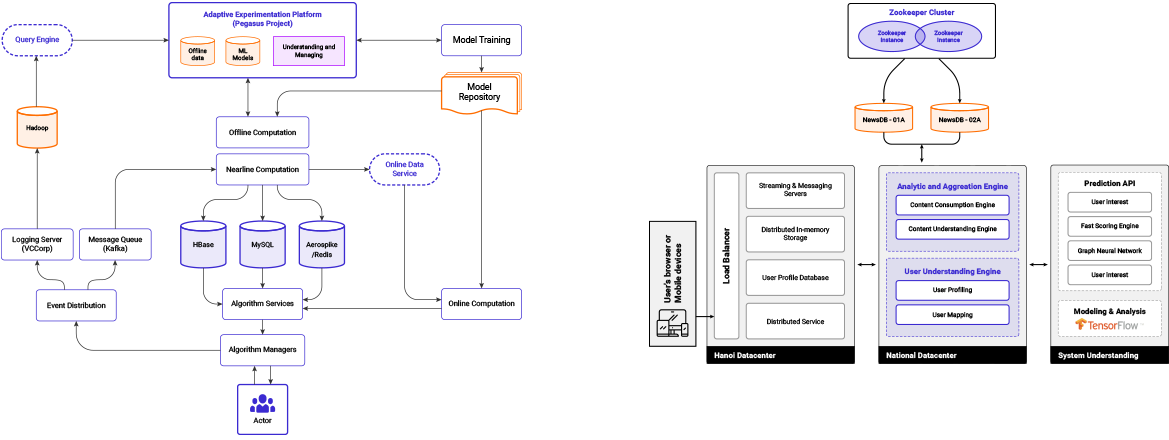 Adaptive Experimentation Platform
(Pegasus Project)
Query Engine
Offline
data
ML
Models
Understanding and
Managing
Model Training
Model
Repository
Hadoop
Offline Computation
Nearline Computation
Online Data
Service
Logging Server
(VCCorp)
Message Queue
(Kafka)
HBase
MySQL
Aerospike
/Redis
Event Distribution
Algorithm Services
Online Computation
Algorithm Managers
Actor
Zookeeper Cluster
Zookeeper
Instance
Zookeeper
Instance
NewsDB - 01A
NewsDB - 02A
User's browser or
Mobile devices
Load Balancer
Streaming & Messaging
Servers
Distributed In-memory
Storage
User Profile Database
Distributed Service
Hanoi Datacenter
Analytic and Aggrestion Engine
Content Consumption Engine
Content Understanding Engine
User Understanding Engine
User Profiling
User Mapping
National Datacenter
Prediction API
User interest
Fast Scoring Engine
Graph Neural Network
User interest
Modeling & Analysis
TensorFlow
System Understanding